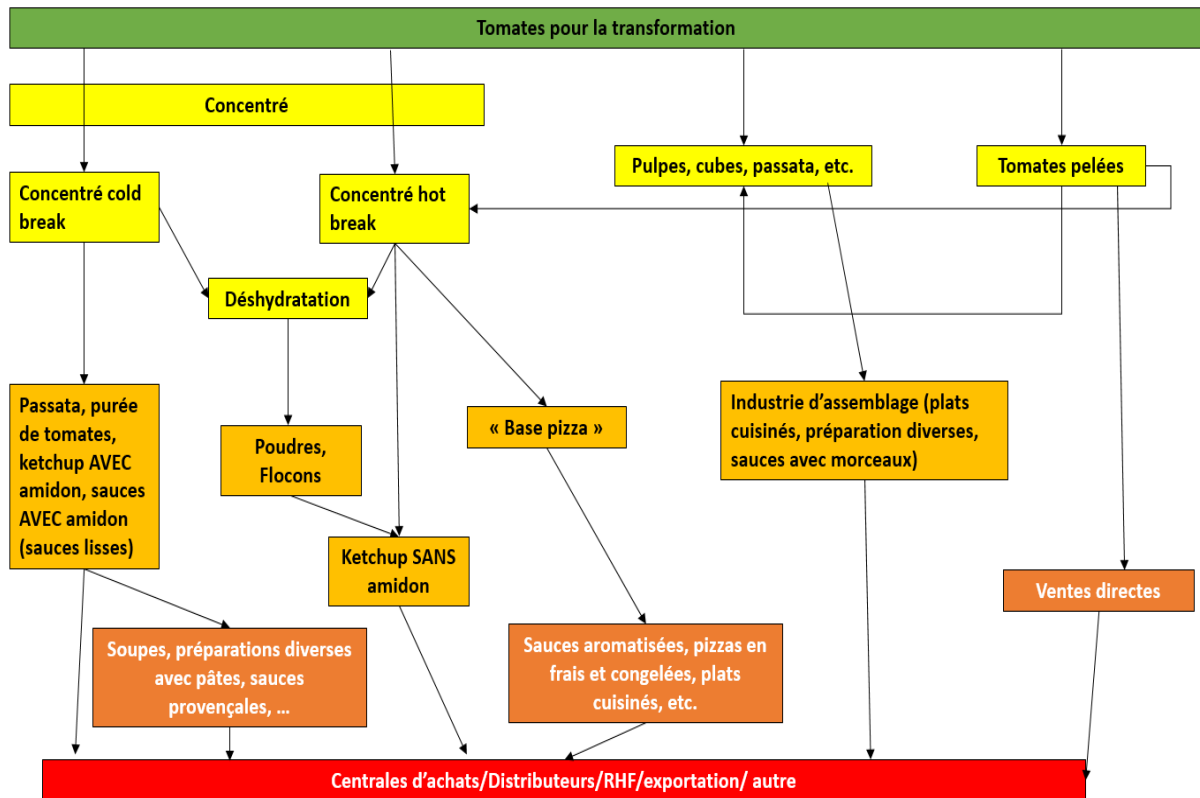 Tomates pour la transformation
Concentré
Concentré cold
break
Concentré hot
break
Pulpes, cubes, passata, etc.
Tomates pelées
Déshydratation
Passata, purée
de tomates,
ketchup AVEC
amidon, sauces
AVEC amidon
(sauces lisses)
Poudres,
Flocons
« Base pizza »
Industrie d’assemblage (plats
cuisinés, préparation diverses,
sauces avec morceaux)
Ketchup SANS
amidon
Ventes directes
Soupes, préparations diverses
avec pâtes, sauces
provençales, ...
Sauces aromatisées, pizzas en
frais et congelées, plats
cuisinés, etc.
Centrales d’achats/Distributeurs/RHF/exportation/ autre